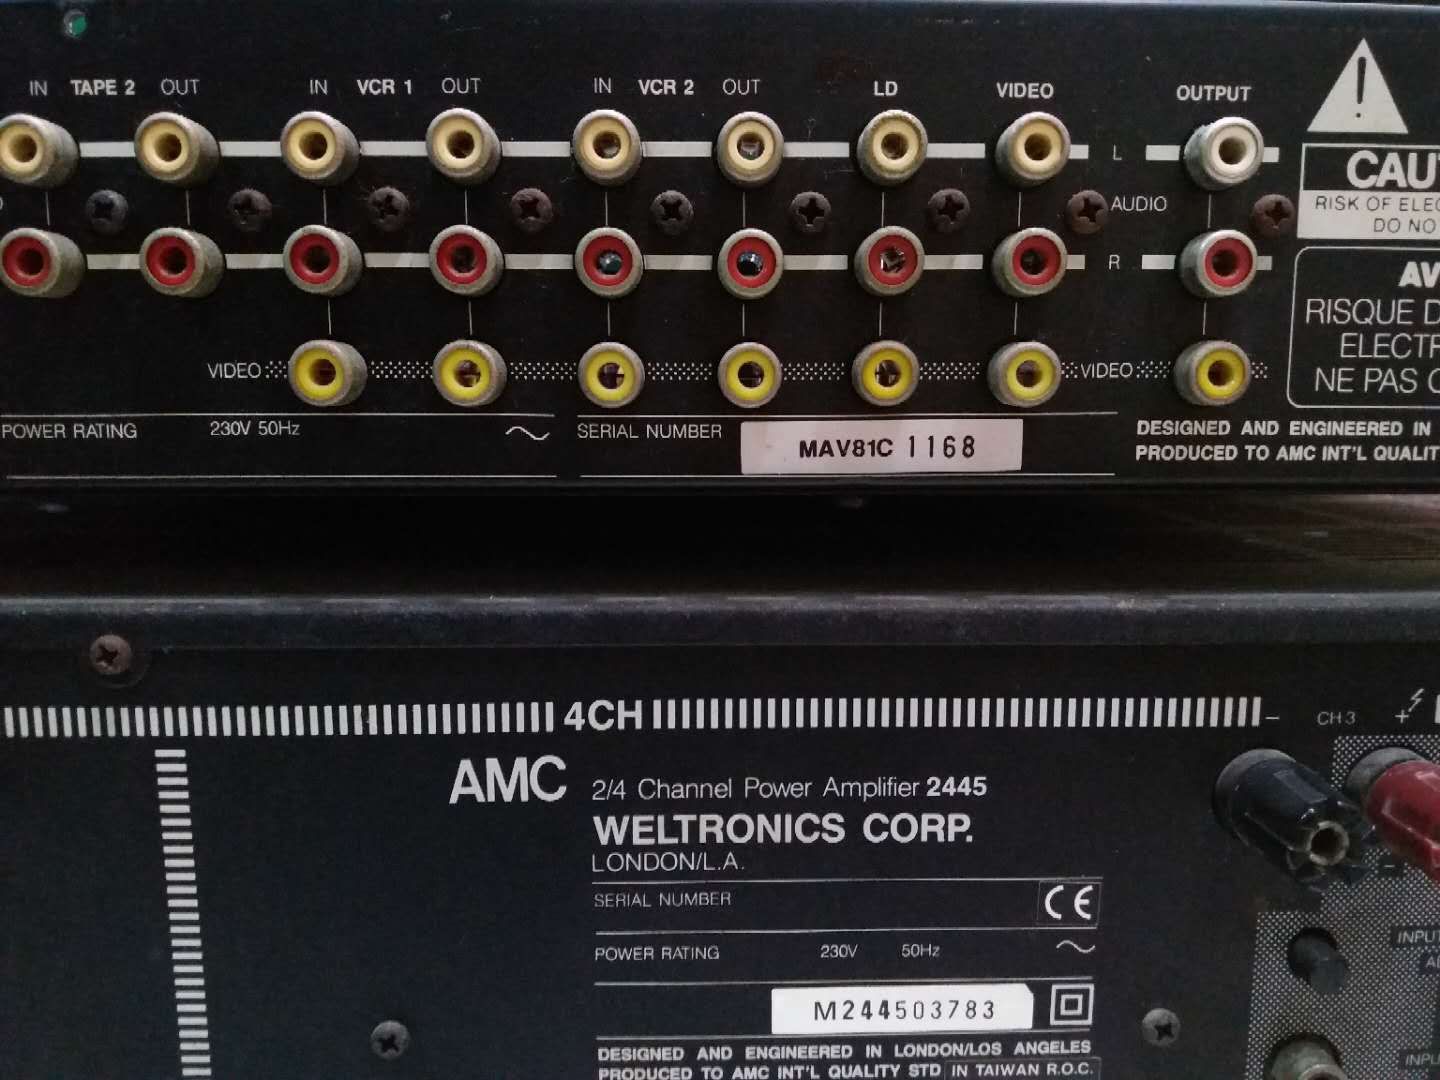 IN TAPE 2 OUT IN VCR 1 OUT IN VCR 2 OUT LD VIDEO OUTPUT
L
CAUT
AUDIO
RISK OF ELEC
DO NO
R
AV
RISQUE D
ELECTR
NE PAS O
VIDEO VIDEO
POWER RATING 230V 50Hz SERIAL NUMBER MAV81C 1168
DESIGNED AND ENGINEERED IN
PRODUCED TO AMC INT'L QUALIT
4CH
- CH 3 +
AMC 2/4 Channel Power Amplifier 2445
WELTRONICS CORP.
LONDON/L.A.
SERIAL NUMBER CE
POWER RATING 230V 50Hz
INPUT
M244503783
DESIGNED AND ENGINEERED IN LONDON/LOS ANGELES
PRODUCED TO AMC INT'L QUALITY STD IN TAIWAN R.O.C.
INPU